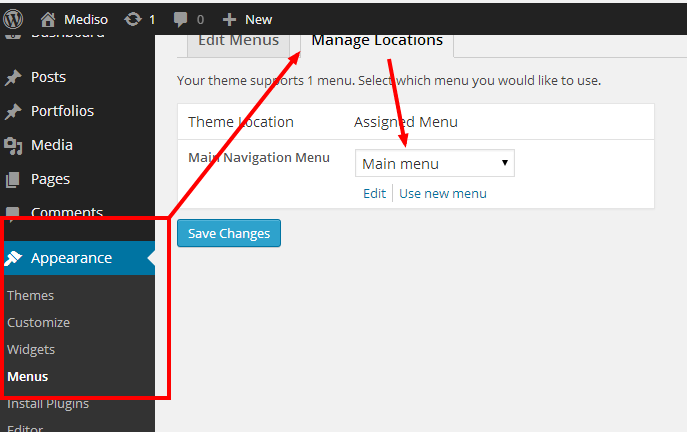 Mediso 1 0 + New
Dashboard
Posts
Portfolios
Media
Pages
Comments
Appearance
Themes
Customize
Widgets
Menus
Install Plugins
Editor
Edit Menus Manage Locations
Your theme supports 1 menu. Select which menu you would like to use.
Theme Location Assigned Menu
Main Navigation Menu Main menu
Edit Use new menu
Save Changes